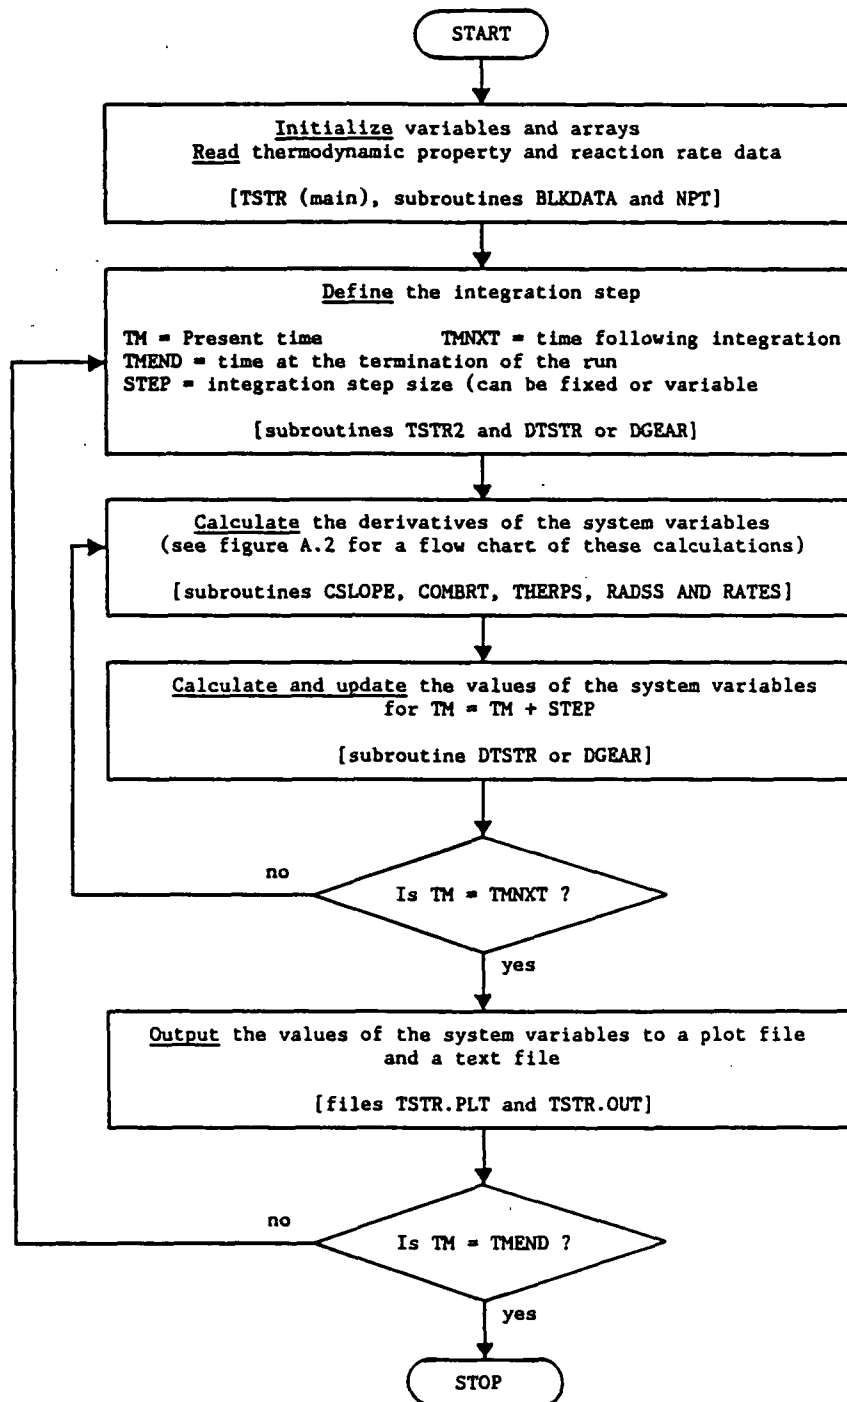 START
Initialize variables and arrays
Read thermodynamic property and reaction rate data
[TSTR (main), subroutines BLKDATA and NPT]
Define the integration step
TM = Present time TMNXT = time following integration
TMEND = time at the termination of the run
STEP = integration step size (can be fixed or variable
[subroutines TSTR2 and DTSTR or DGEAR]
Calculate the derivatives of the system variables
(see figure A.2 for a flow chart of these calculations)
[subroutines CSLOPE, COMBRT, THERPS, RADSS AND RATES]
Calculate and update the values of the system variables
for TM = TM + STEP
[subroutine DTSTR or DGEAR]
no
Is TM = TMNXT ?
yes
Output the values of the system variables to a plot file
and a text file
[files TSTR.PLT and TSTR.OUT]
no
Is TM = TMEND ?
yes
STOP